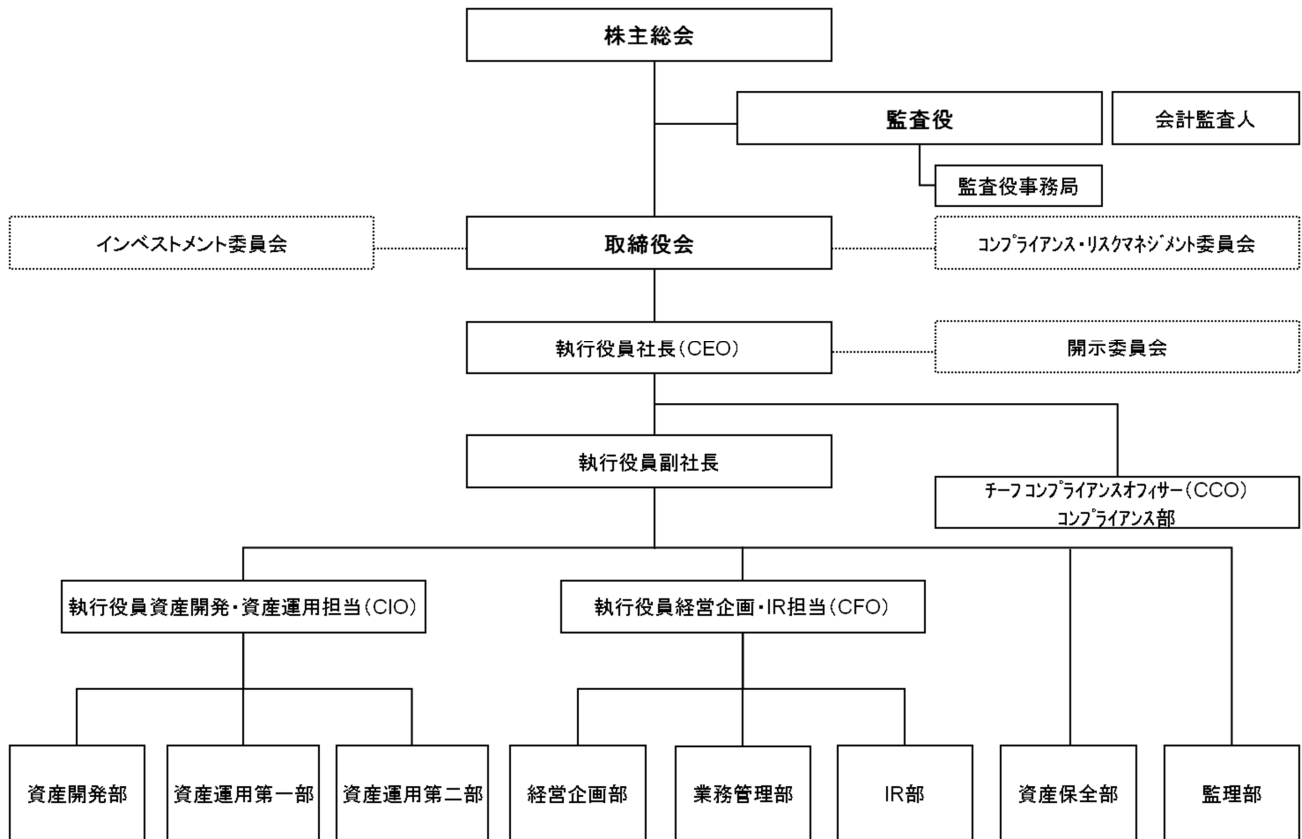 株主総会
監査役
会計監査人
監査役事務局
インベストメント委員会
取締役会
コンプライアンス・リスクマネジメント委員会
執行役員社長(CEO)
開示委員会
執行役員副社長
チーフコンプライアンスオフィサー(CCO)
コンプライアンス部
執行役員資産開発・資産運用担当(CIO)
執行役員経営企画・IR担当(CFO)
資産開発部
資産運用第一部
資産運用第二部
経営企画部
業務管理部
IR部
資産保全部
監理部